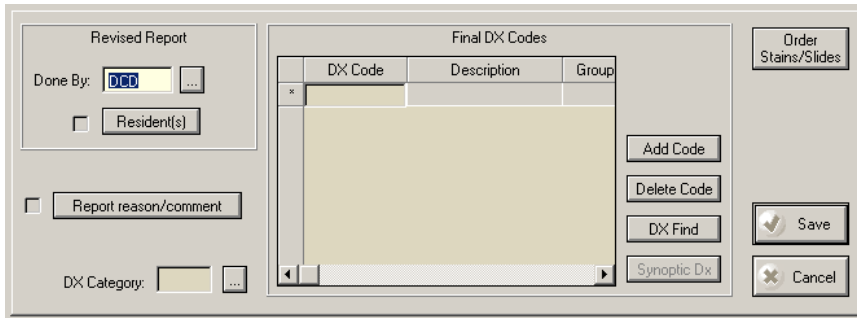 Revised Report
Done By: DCD ...
Resident(s)
Report reason/comment
DX Category: ...
Final DX Codes
DX Code Description Group
*
Add Code
Delete Code
DX Find
Synoptic Dx
Order
Stains/Slides
Save
Cancel